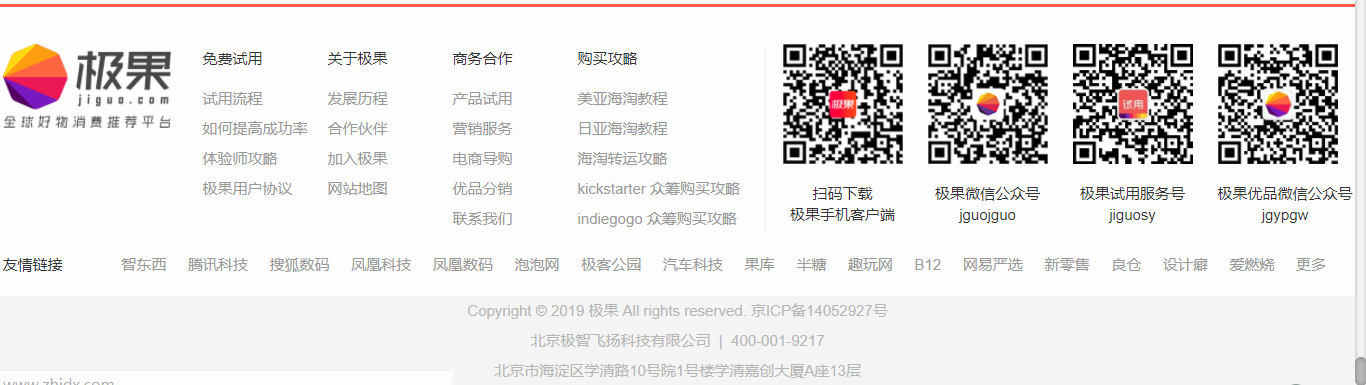 极果
jiguo.com
全球好物消费推荐平台
免费试用
试用流程
如何提高成功率
体验师攻略
极果用户协议
关于极果
发展历程
合作伙伴
加入极果
网站地图
商务合作
产品试用
营销服务
电商导购
优品分销
联系我们
购买攻略
美亚海淘教程
日亚海淘教程
海淘转运攻略
kickstarter 众筹购买攻略
indiegogo 众筹购买攻略
极果
扫码下载
极果手机客户端
极果微信公众号
jguojguo
试用
极果试用服务号
jiguosy
极果优品微信公众号
jgypgw
友情链接 智东西 腾讯科技 搜狐数码 凤凰科技 凤凰数码 泡泡网 极客公园 汽车科技 果库 半糖 趣玩网 B12 网易严选 新零售 良仓 设计癖 爱燃烧 更多
Copyright © 2019 极果 All rights reserved. 京ICP备14052927号
北京极智飞扬科技有限公司 | 400-001-9217
北京市海淀区学清路10号院1号楼学清嘉创大厦A座13层
www.zhidx.com